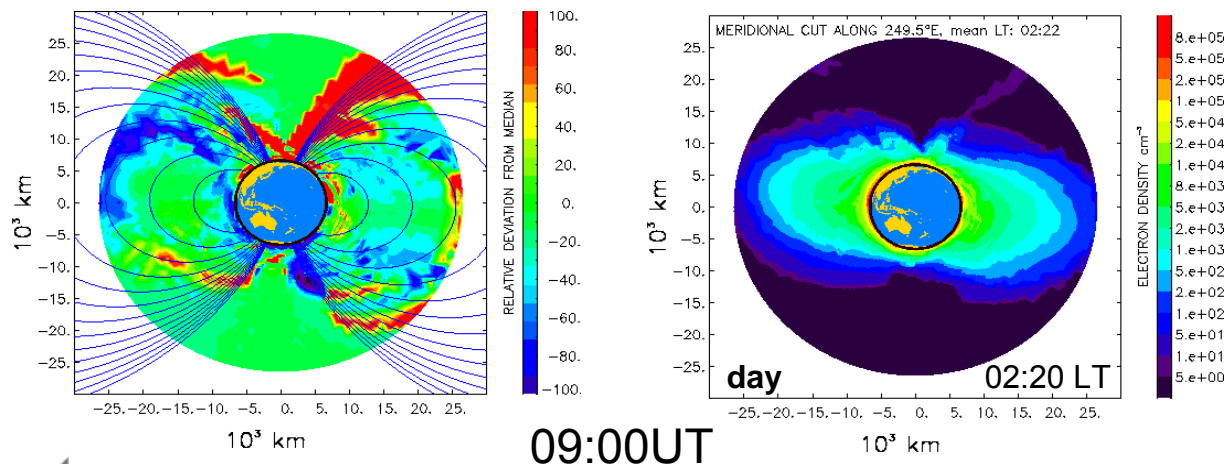 100.
80.
60.
40.
20.
0.
−20.
−40.
−60.
−80.
−100.
RELATIVE DEVIATION FROM MEDIAN
25.
20.
15.
10.
5.
0.
−5.
−10.
−15.
−20.
−25.
10³ km
−25. −20. −15. −10. −5. 0. 5. 10. 15. 20. 25.
10³ km
MERIDIONAL CUT ALONG 249.5°E, mean LT: 02:22
25.
20.
15.
10.
5.
0.
−5.
−10.
−15.
−20.
−25.
10³ km
day
02:20 LT
−25. −20. −15. −10. −5. 0. 5. 10. 15. 20. 25.
10³ km
8.e+05
5.e+05
2.e+05
1.e+05
5.e+04
2.e+04
1.e+04
8.e+03
5.e+03
2.e+03
1.e+03
5.e+02
2.e+02
1.e+02
5.e+01
1.e+01
5.e+00
ELECTRON DENSITY cm⁻³
09:00UT